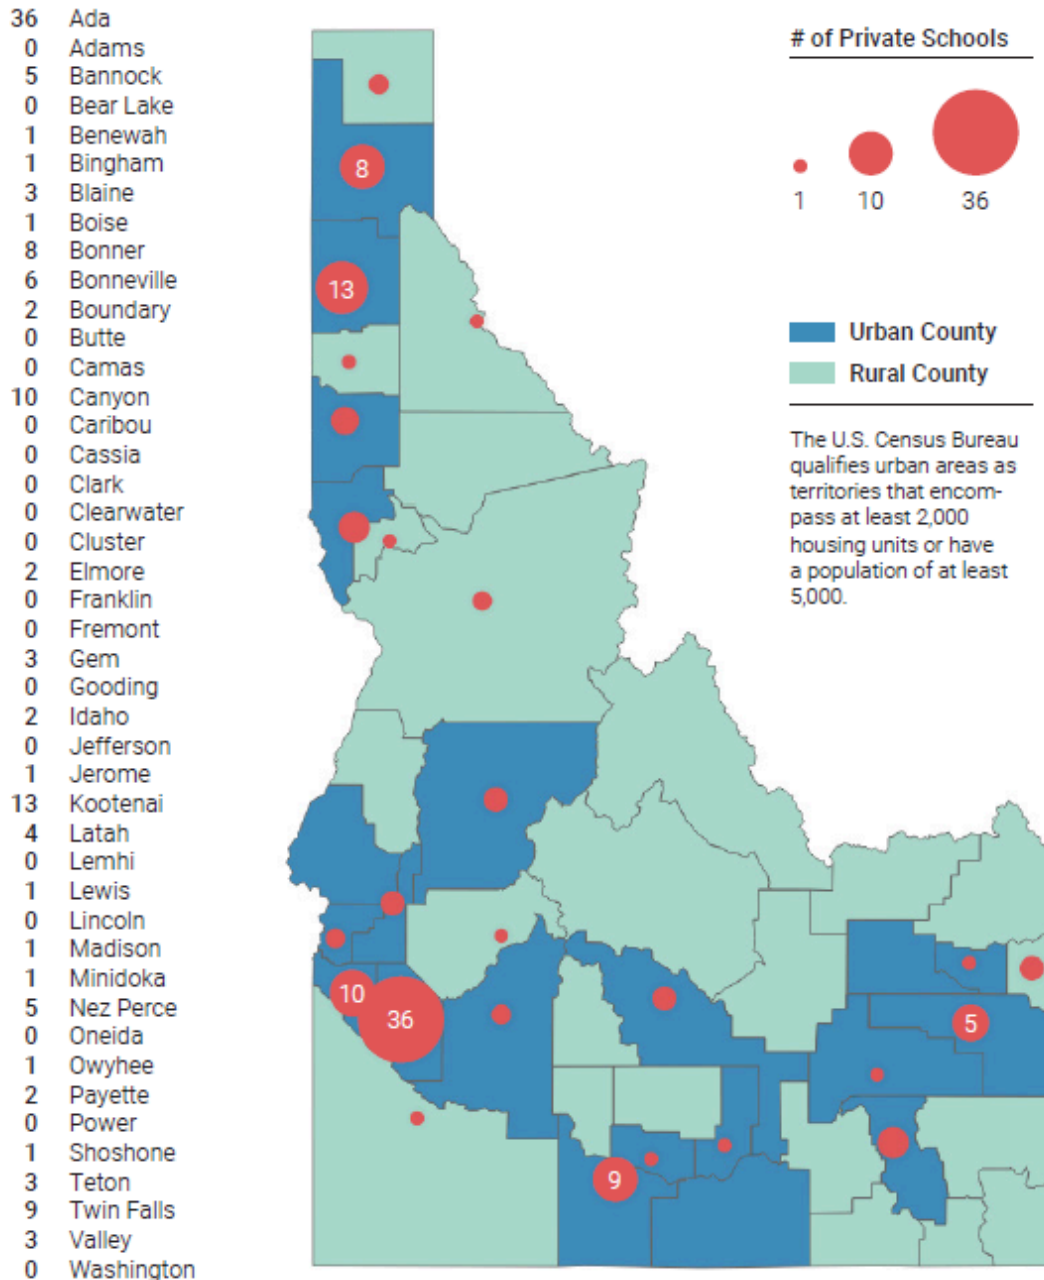 36 Ada
0 Adams
5 Bannock
0 Bear Lake
1 Benewah
1 Bingham
3 Blaine
1 Boise
8 Bonner
6 Bonneville
2 Boundary
0 Butte
0 Camas
10 Canyon
0 Caribou
0 Cassia
0 Clark
0 Clearwater
0 Cluster
2 Elmore
0 Franklin
0 Fremont
3 Gem
0 Gooding
2 Idaho
0 Jefferson
1 Jerome
13 Kootenai
4 Latah
0 Lemhi
1 Lewis
0 Lincoln
1 Madison
1 Minidoka
5 Nez Perce
0 Oneida
1 Owyhee
2 Payette
0 Power
1 Shoshone
3 Teton
9 Twin Falls
3 Valley
0 Washington
8
13
10
36
5
9
# of Private Schools
1 10 36
Urban County
Rural County
The U.S. Census Bureau
qualifies urban areas as
territories that encom-
pass at least 2,000
housing units or have
a population of at least
5,000.